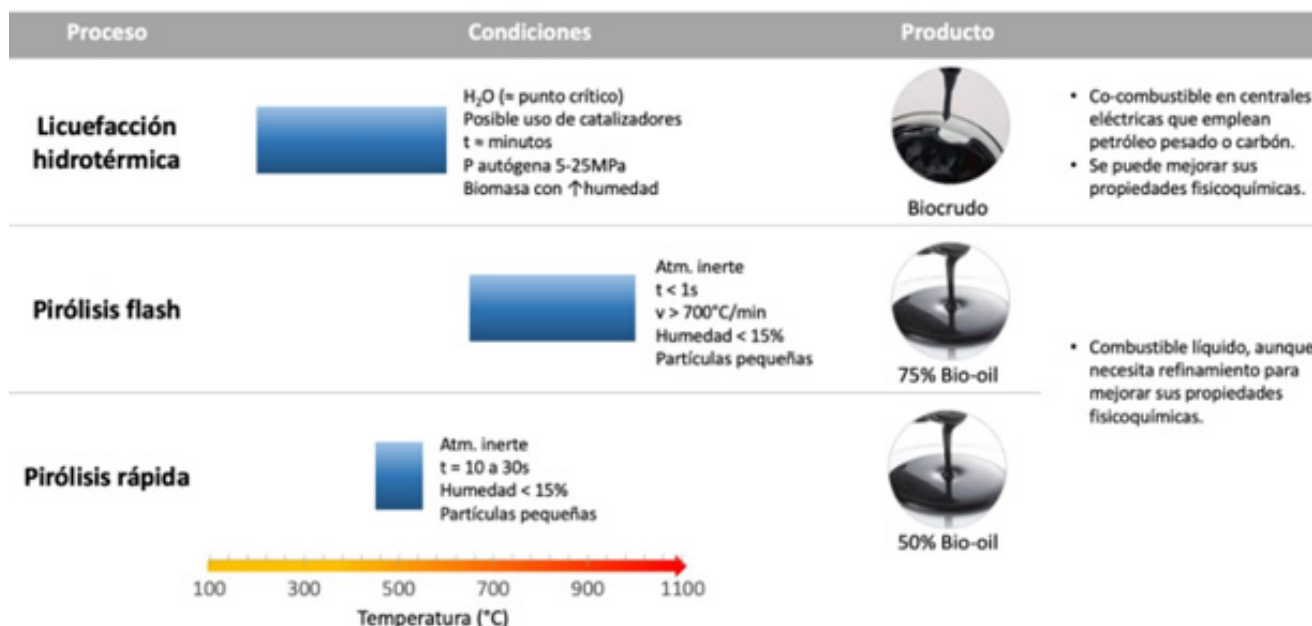 Proceso Condiciones Producto
Licuefacción
hidrotérmica
H₂O (≈ punto crítico)
Posible uso de catalizadores
t ≈ minutos
P autógena 5-25MPa
Biomasa con ↑humedad
Biocrudo
• Co-combustible en centrales
eléctricas que emplean
petróleo pesado o carbón.
• Se puede mejorar sus
propiedades fisicoquímicas.
Pirólisis flash
Atm. inerte
t < 1s
v > 700°C/min
Humedad < 15%
Partículas pequeñas
75% Bio-oil
• Combustible líquido, aunque
necesita refinamiento para
mejorar sus propiedades
fisicoquímicas.
Pirólisis rápida
Atm. inerte
t = 10 a 30s
Humedad < 15%
Partículas pequeñas
50% Bio-oil
100 300 500 700 900 1100
Temperatura (°C)